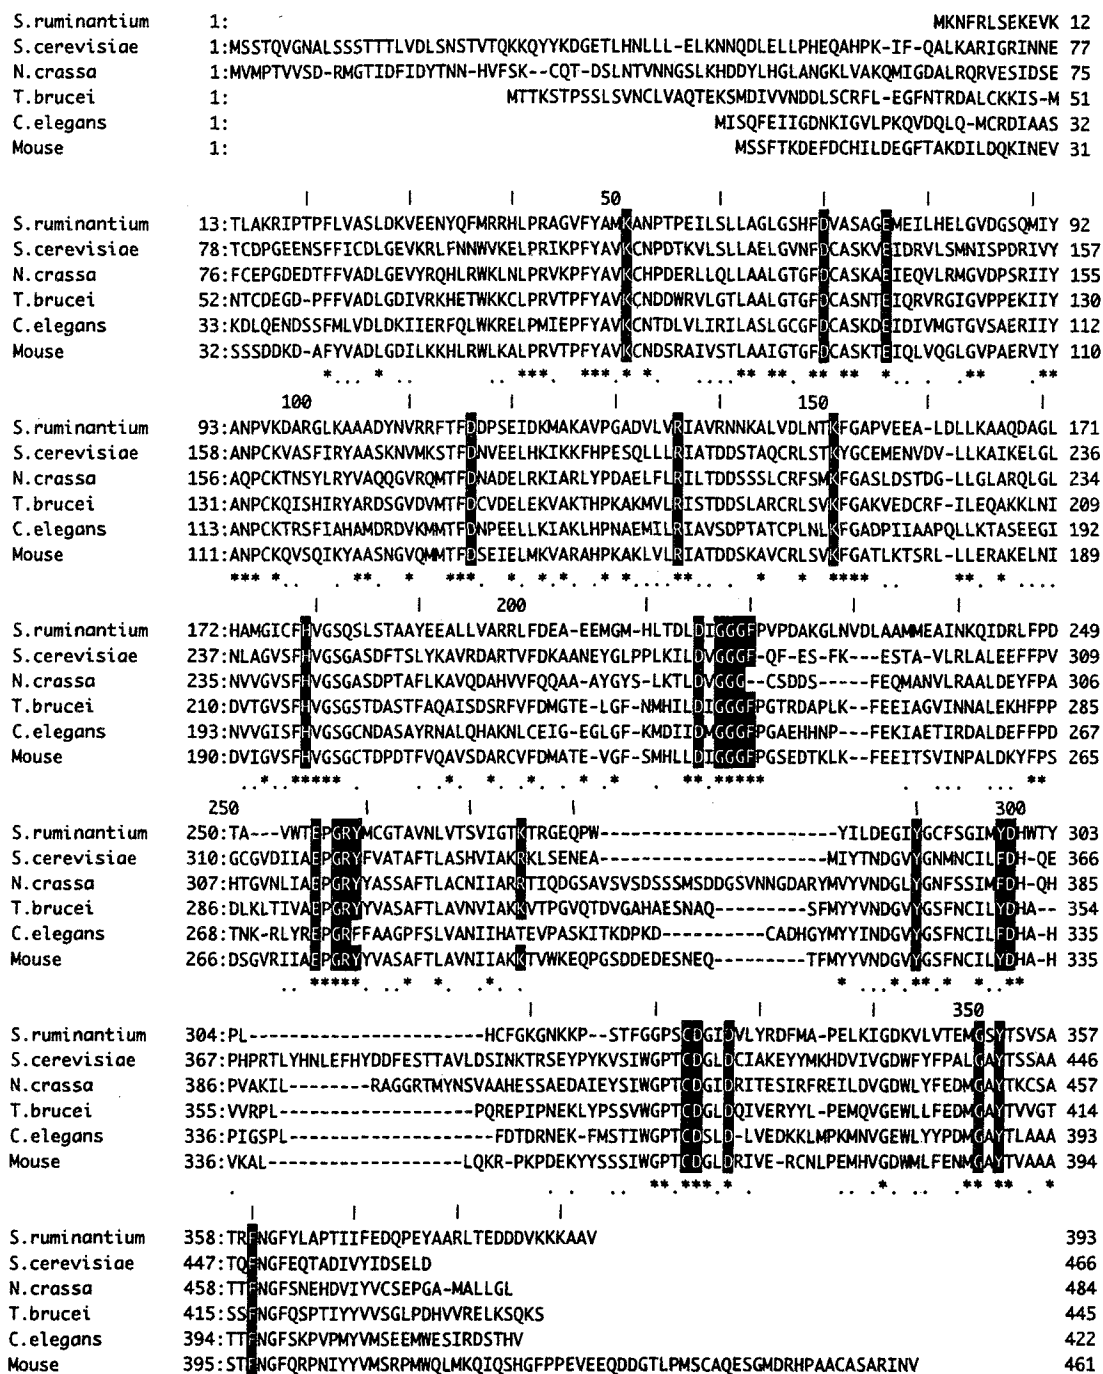 S.ruminantium 1: MKNFRLSEKEVK 12
S.cerevisiae 1:MSSTQVGNALSSSTTTLVDLSNSTVTQKKQYYKDGETLHNLLL-ELKNNQDLELLPHEQAHPK-IF-QALKARIGRINNE 77
N.crassa 1:MVMPTVVSD-RMGTIDFIDYTNN-HVFSK--CQT-DSLNTVNNGSLKHDDYLHGLANGKLVAKQMIGDALRQRVESIDSE 75
T.brucei 1: MTTKSTPSSLSVNCLVAQTEKSMDIVVNDDLSCRFL-EGFNTRDALCKKIS-M 51
C.elegans 1: MISQFEIIGDNKIGVLPKQVDQLQ-MCRDIAAS 32
Mouse 1: MSSFTKDEFDCHILDEGFTAKDILDQKINEV 31
50
S.ruminantium 13:TLAKRIPTPFLVASLDKVEENYQFMRRHLPRAGVFYAMKANPTPEILSLLAGLGSHFDVASAGEMEILHELGVDGSQMIY 92
S.cerevisiae 78:TCDPGEENSFFICDLGEVKRLFNNWVKELPRIKPFYAVKCNPDTKVLSLLAELGVNFDCASKVEIDRVLSMNISPDRIVY 157
N.crassa 76:FCEPGDEDTFFVADLGEVYRQHLRWKLNLPRVKPFYAVKCHPDERLLQLLAALGTGFDCASKAEIEQVLRMGVDPSRIIY 155
T.brucei 52:NTCDEGD-PFFVADLGDIVRKHETWKKCLPRVTPFYAVKCNDDWRVLGTLAALGTGFDCASNTEIQRVRGIGVPPEKIIY 130
C.elegans 33:KDLQENDSSFMLVDLDKIIERFQLWKRELPMIEPFYAVKCNTDLVLIRILASLGCGFDCASKDEIDIVMGTGVSAERIIY 112
Mouse 32:SSSDDKD-AFYVADLGDILKKHLRWLKALPRVTPFYAVKCNDSRAIVSTLAAIGTGFDCASKTEIQLVQGLGVPAERVIY 110
100 150
S.ruminantium 93:ANPVKDARGLKAAADYNVRRFTFDDPSEIDKMAKAVPGADVLVRIAVRNNKALVDLNTKFGAPVEEA-LDLLKAAQDAGL 171
S.cerevisiae 158:ANPCKVASFIRYAASKNVMKSTFDNVEELHKIKKFHPESQLLLRIATDDSTAQCRLSTKYGCEMENVDV-LLKAIKELGL 236
N.crassa 156:AQPCKTNSYLRYVAQQGVRQMTFDNADELRKIARLYPDAELFLRILTDDSSSLCRFSMKFGASLDSTDG-LLGLARQLGL 234
T.brucei 131:ANPCKQISHIRYARDSGVDVMTFDCVDELEKVAKTHPKAKMVLRISTDDSLARCRLSVKFGAKVEDCRF-ILEQAKKLNI 209
C.elegans 113:ANPCKTRSFIAHAMDRDVKMMTFDNPEELLKIAKLHPNAEMILRIAVSDPTATCPLNLKFGADPIIAAPQLLKTASEEGI 192
Mouse 111:ANPCKQVSQIKYAASNGVQMMTFDSEIELMKVARAHPKAKLVLRIATDDSKAVCRLSVKFGATLKTSRL-LLERAKELNI 189
200
S.ruminantium 172:HAMGICFHVGSQSLSTAAYEEALLVARRLFDEA-EEMGM-HLTDLDIGGGFPVPDAKGLNVDLAAMMEAINKQIDRLFPD 249
S.cerevisiae 237:NLAGVSFHVGSGASDFTSLYKAVRDARTVFDKAANEYGLPPLKILDVGGGF-QF-ES-FK---ESTA-VLRLALEEFFPV 309
N.crassa 235:NVVGVSFHVGSGASDPTAFLKAVQDAHVVFQQAA-AYGYS-LKTLDVGGG--CSDDS-----FEQMANVLRAALDEYFPA 306
T.brucei 210:DVTGVSFHVGSGSTDASTFAQAISDSRFVFDMGTE-LGF-NMHILDIGGGFPGTRDAPLK--FEEIAGVINNALEKHFPP 285
C.elegans 193:NVVGISFHVGSGCNDASAYRNALQHAKNLCEIG-EGLGF-KMDIIDMGGGFPGAEHHNP---FEKIAETIRDALDEFFPD 267
Mouse 190:DVIGVSFHVGSGCTDPDTFVQAVSDARCVFDMATE-VGF-SMHLLDIGGGFPGSEDTKLK--FEEITSVINPALDKYFPS 265
250 300
S.ruminantium 250:TA---VWTEPGRYMCGTAVNLVTSVIGTKTRGEQPW-----------------------YILDEGIYGCFSGIMYDHWTY 303
S.cerevisiae 310:GCGVDIIAEPGRYFVATAFTLASHVIAKRKLSENEA-----------------------MIYTNDGVYGNMNCILFDH-QE 366
N.crassa 307:HTGVNLIAEPGRYYASSAFTLACNIIARRTIQDGSAVSVSDSSSMSDDGSVNNGDARYMVYVNDGLYGNFSSIMFDH-QH 385
T.brucei 286:DLKLTIVAEPGRYYVASAFTLAVNVIAKKVTPGVQTDVGAHAESNAQ---------SFMYYVNDGVYGSFNCILYDHA-- 354
C.elegans 268:TNK-RLYREPGRFFAAGPFSLVANIIHATEVPASKITKDPKD----------CADHGYMYYINDGVYGSFNCILFDHA-H 335
Mouse 266:DSGVRIIAEPGRYYVASAFTLAVNIIAKKTVWKEQPGSDDEDESNEQ---------TFMYYVNDGVYGSFNCILYDHA-H 335
350
S.ruminantium 304:PL-----------------------HCFGKGNKKP--STFGGPSCDGIDVLYRDFMA-PELKIGDKVLVTEMGSYTSVSA 357
S.cerevisiae 367:PHPRTLYHNLEFHYDDFESTTAVLDSINKTRSEYPYKVSIWGPTCDGLDCIAKEYYMKHDVIVGDWFYFPALGAYTSSAA 446
N.crassa 386:PVAKIL---------RAGGRTMYNSVAAHESSAEDAIEYSIWGPTCDGIDRITESIRFREILDVGDWLYFEDMGAYTKCSA 457
T.brucei 355:VVRPL-------------------PQREPIPNEKLYPSSVWGPTCDGLDQIVERYYL-PEMQVGEWLLFEDMGAYTVVGT 414
C.elegans 336:PIGSPL--------------------FDTDRNEK-FMSTIWGPTCDSLD-LVEDKKLMPKMNVGEWLYYPDMGAYTLAAA 393
Mouse 336:VKAL--------------------LQKR-PKPDEKYYSSSIWGPTCDGLDRIVE-RCNLPEMHVGDWMLFENMGAYTVAAA 394
S.ruminantium 358:TRFNGFYLAPTIIFEDQPEYAARLTEDDDVKKKAAV 393
S.cerevisiae 447:TQFNGFEQTADIVYIDSELD 466
N.crassa 458:TTFNGFSNEHDVIYVCSEPGA-MALLGL 484
T.brucei 415:SSFNGFQSPTIYYVVSGLPDHVVRELKSQKS 445
C.elegans 394:TTFNGFSKPVPMYVMSEEMWESIRDSTHV 422
Mouse 395:STFNGFQRPNIYYVMSRPMWQLMKQIQSHGFPPEVEEQDDGTLPMSCAQESGMDRHPAACASARINV 461